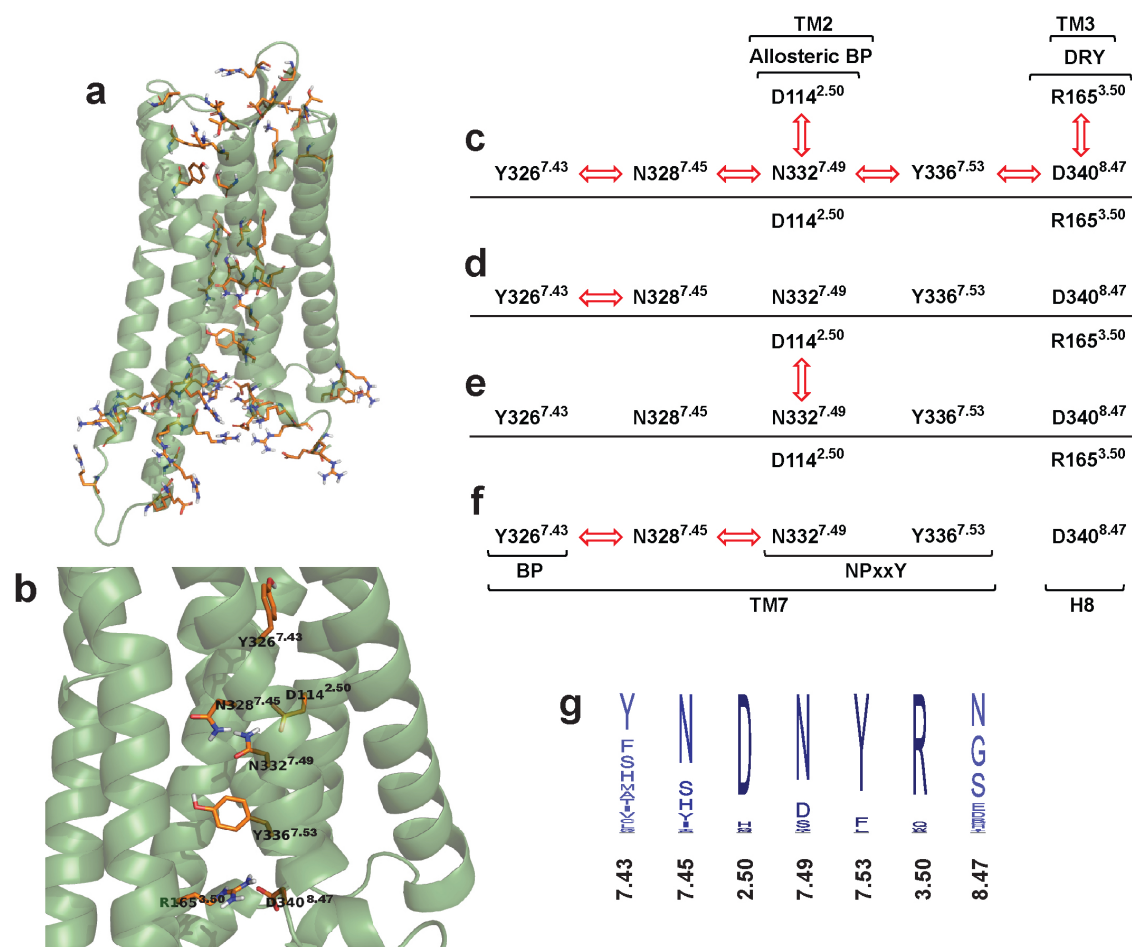 a
b
Y326^7.43
D114^2.50
N328^7.45
N332^7.49
Y336^7.53
R165^3.50
D340^8.47
TM2
TM3
Allosteric BP
DRY
c
D114^2.50
R165^3.50
Y326^7.43
N328^7.45
N332^7.49
Y336^7.53
D340^8.47
d
D114^2.50
R165^3.50
Y326^7.43
N328^7.45
N332^7.49
Y336^7.53
D340^8.47
e
D114^2.50
R165^3.50
Y326^7.43
N328^7.45
N332^7.49
Y336^7.53
D340^8.47
f
D114^2.50
R165^3.50
Y326^7.43
N328^7.45
N332^7.49
Y336^7.53
D340^8.47
BP
NPxxY
TM7
H8
g
Y N D N Y R N
F S H S H D S F G S
7.43 7.45 2.50 7.49 7.53 3.50 8.47